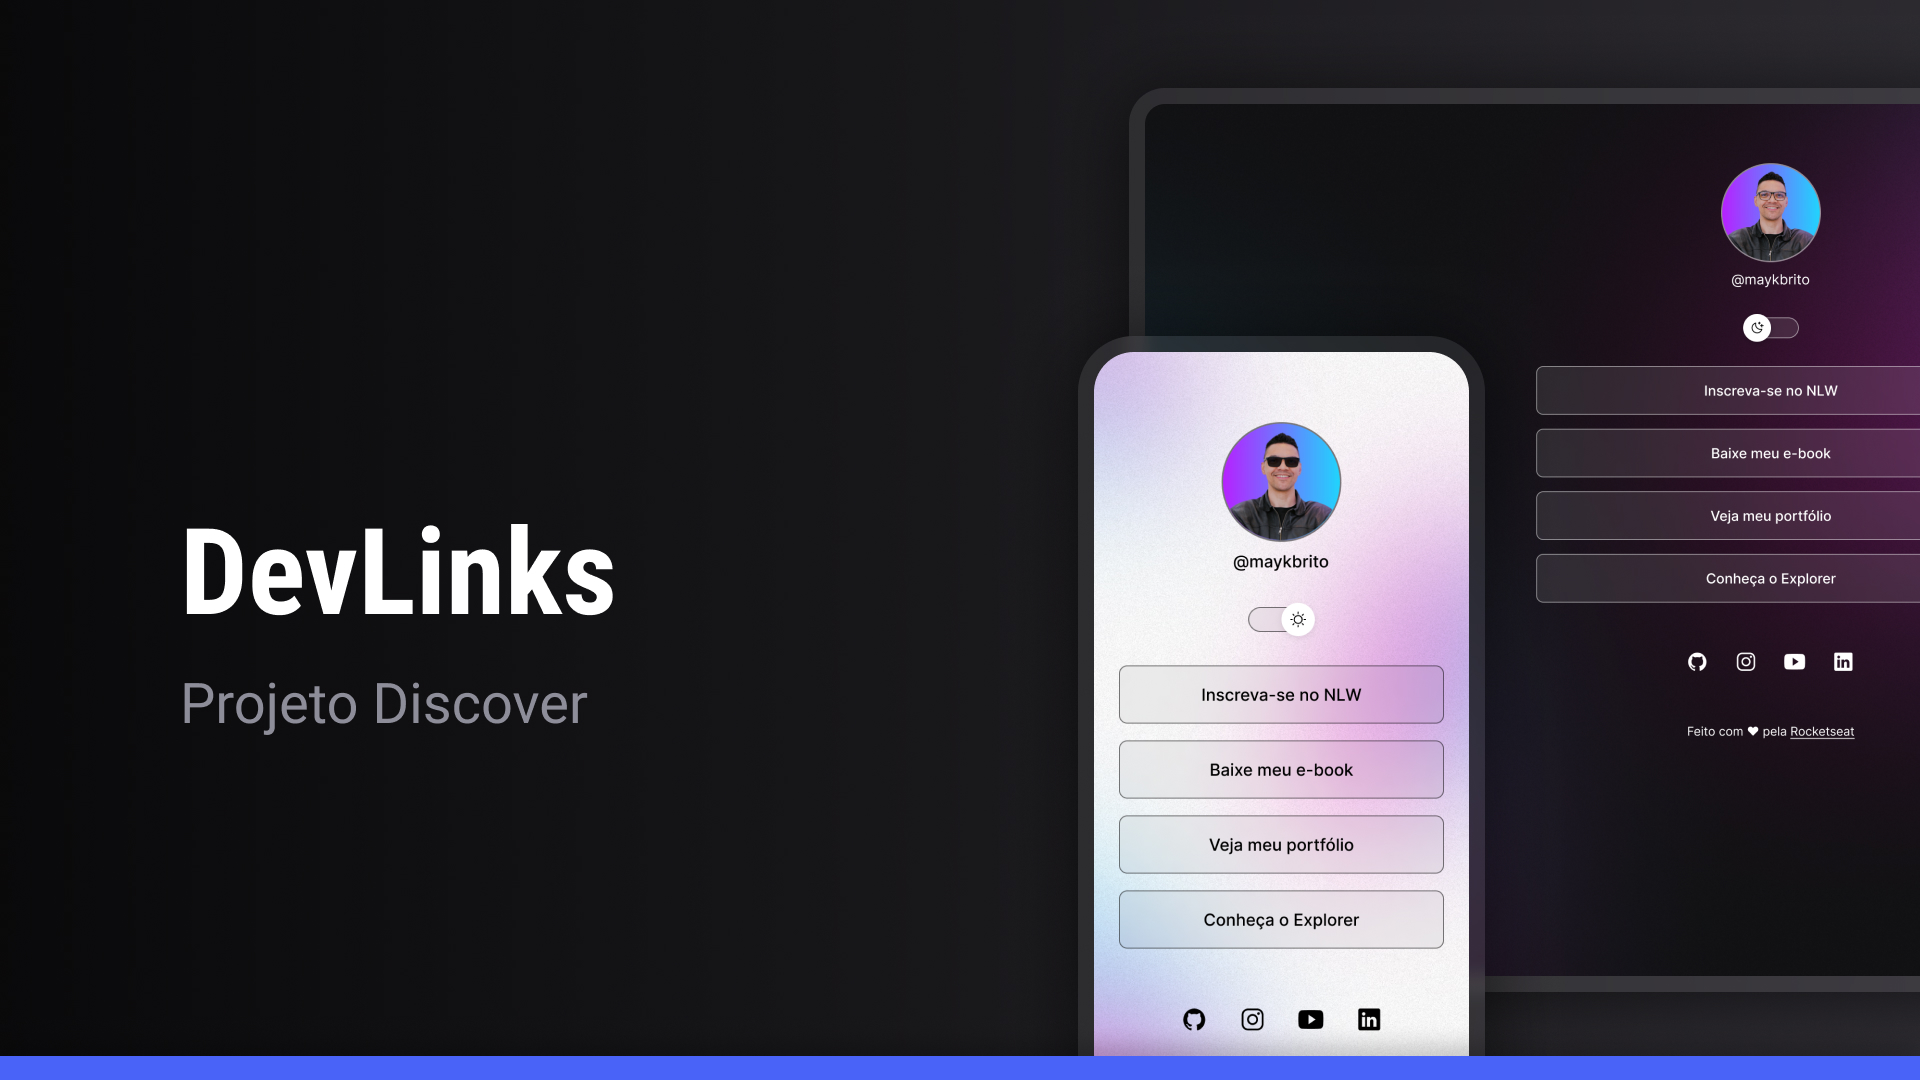 DevLinks
Projeto Discover
@maykbrito
Inscreva-se no NLW
Baixe meu e-book
Veja meu portfólio
Conheça o Explorer
@maykbrito
Inscreva-se no NLW
Baixe meu e-book
Veja meu portfólio
Conheça o Explorer
Feito com ♥ pela Rocketseat